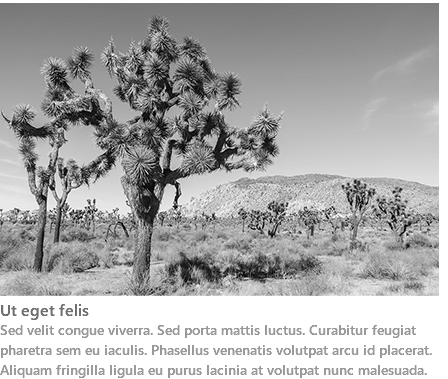 Ut eget felis
Sed velit congue viverra. Sed porta mattis luctus. Curabitur feugiat
pharetra sem eu iaculis. Phasellus venenatis volutpat arcu id placerat.
Aliquam fringilla ligula eu purus lacinia at volutpat nunc malesuada.